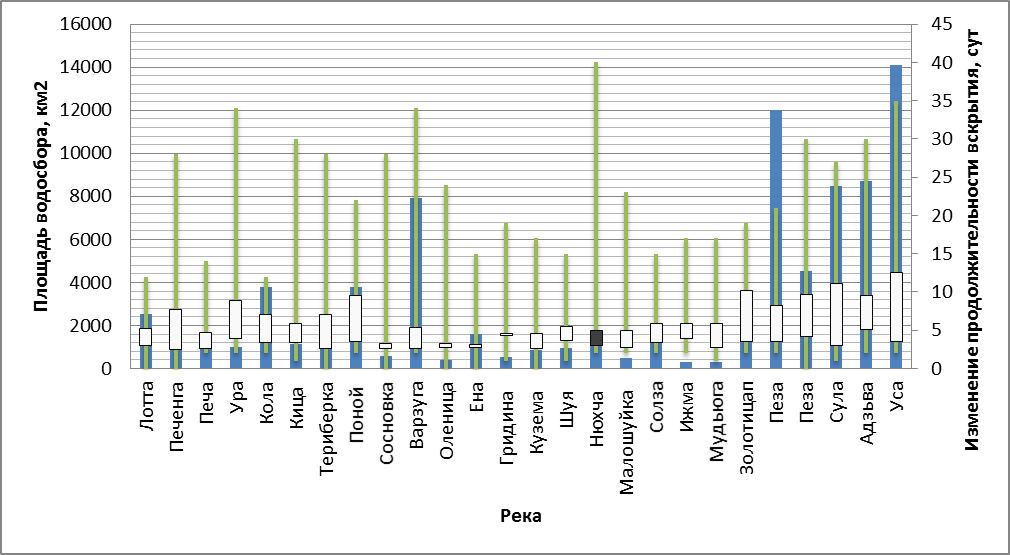 16000
14000
12000
10000
8000
6000
4000
2000
0
Площадь водосбора, км2
45
40
35
30
25
20
15
10
5
0
Изменение продолжительности вскрытия, сут
Лотта
Печенга
Печа
Ура
Кола
Кица
Териберка
Поной
Сосновка
Варзуга
Оленица
Ена
Гридина
Кузема
Шуя
Нюхча
Малошуйка
Солза
Ижма
Мудьюга
Золотицап
Пеза
Пеза
Сула
Адзьва
Уса
Река